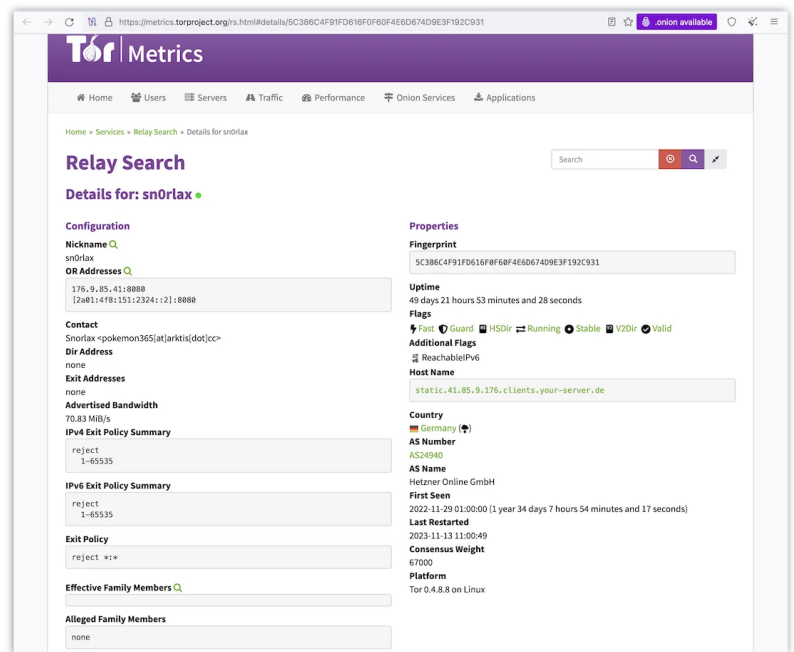 https://metrics.torproject.org/rs.html#details/5C386C4F91FD616F0F60F4E6D674D9E3F192C931
.onion available
Tor Metrics
Home Users Servers Traffic Performance Onion Services Applications
Home » Services » Relay Search » Details for sn0rlax
Relay Search
Search
Details for: sn0rlax
Configuration
Nickname
sn0rlax
OR Addresses
176.9.85.41:8080
[2a01:4f8:151:2324::2]:8080
Contact
Snorlax <pokemon365[at]arktis[dot]cc>
Dir Address
none
Exit Addresses
none
Advertised Bandwidth
70.83 MiB/s
IPv4 Exit Policy Summary
reject
1-65535
IPv6 Exit Policy Summary
reject
1-65535
Exit Policy
reject *:*
Effective Family Members
Alleged Family Members
none
Properties
Fingerprint
5C386C4F91FD616F0F60F4E6D674D9E3F192C931
Uptime
49 days 21 hours 53 minutes and 28 seconds
Flags
Fast Guard HSDir Running Stable V2Dir Valid
Additional Flags
ReachableIPv6
Host Name
static.41.85.9.176.clients.your-server.de
Country
Germany
AS Number
AS24940
AS Name
Hetzner Online GmbH
First Seen
2022-11-29 01:00:00 (1 year 34 days 7 hours 54 minutes and 17 seconds)
Last Restarted
2023-11-13 11:00:49
Consensus Weight
67000
Platform
Tor 0.4.8.8 on Linux